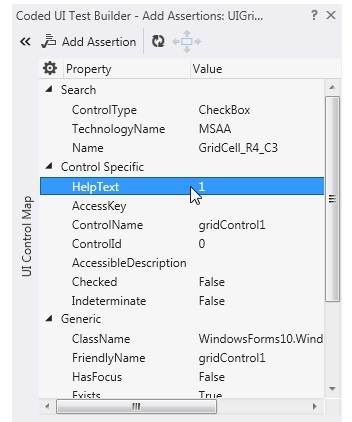 Coded UI Test Builder - Add Assertions: UIGri... ? ×
« Add Assertion
Property Value
Search
ControlType CheckBox
TechnologyName MSAA
Name GridCell_R4_C3
Control Specific
HelpText 1
AccessKey
ControlName gridControl1
ControlId 0
AccessibleDescription
Checked False
Indeterminate False
Generic
ClassName WindowsForms10.Wind
FriendlyName gridControl1
HasFocus False
Exists True
UI Control Map